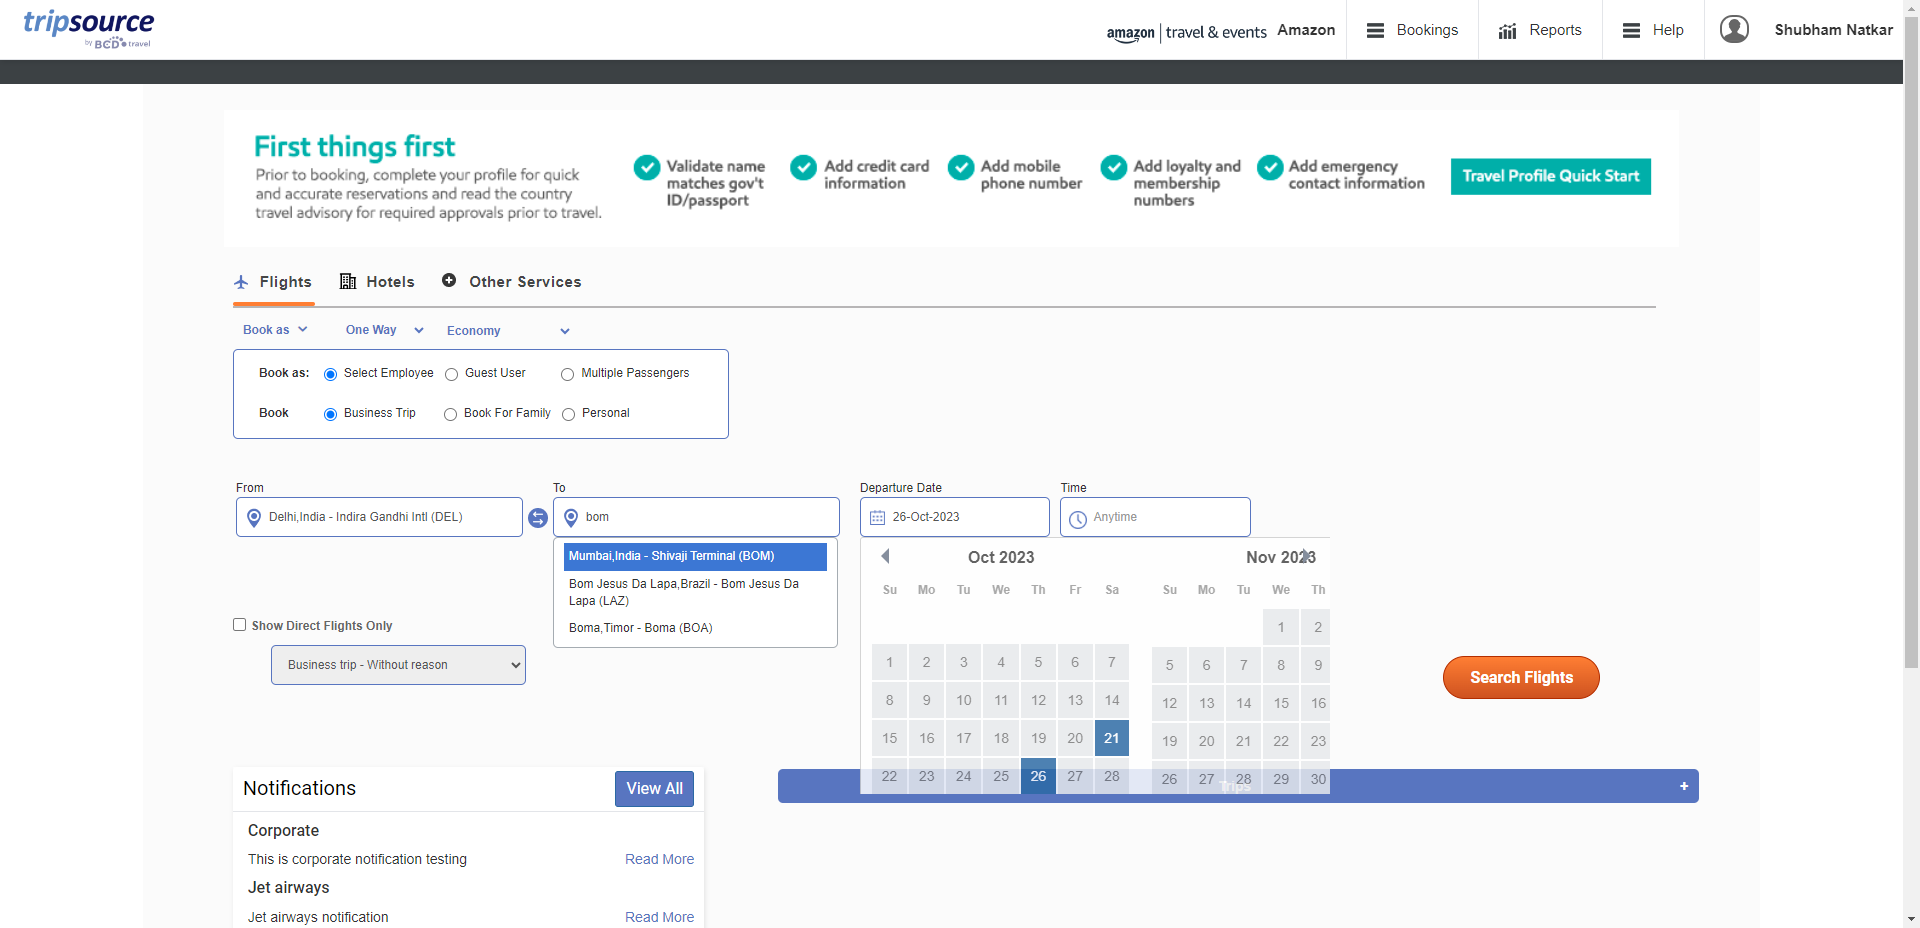 tripsource
by BCD travel
amazon | travel & events Amazon
Bookings
Reports
Help
Shubham Natkar
First things first
Prior to booking, complete your profile for quick
and accurate reservations and read the country
travel advisory for required approvals prior to travel.
Validate name
matches gov't
ID/passport
Add credit card
information
Add mobile
phone number
Add loyalty and
membership
numbers
Add emergency
contact information
Travel Profile Quick Start
Flights
Hotels
Other Services
Book as
One Way
Economy
Book as: Select Employee Guest User Multiple Passengers
Book Business Trip Book For Family Personal
From
To
Departure Date
Time
Delhi,India - Indira Gandhi Intl (DEL)
bom
26-Oct-2023
Anytime
Mumbai,India - Shivaji Terminal (BOM)
Bom Jesus Da Lapa,Brazil - Bom Jesus Da
Lapa (LAZ)
Boma,Timor - Boma (BOA)
Show Direct Flights Only
Business trip - Without reason
Oct 2023
Su Mo Tu We Th Fr Sa
1 2 3 4 5 6 7
8 9 10 11 12 13 14
15 16 17 18 19 20 21
22 23 24 25 26 27 28
Nov 2023
Su Mo Tu We Th
1 2
5 6 7 8 9
12 13 14 15 16
19 20 21 22 23
26 27 28 29 30
Search Flights
Trips
+
Notifications
View All
Corporate
This is corporate notification testing
Read More
Jet airways
Jet airways notification
Read More